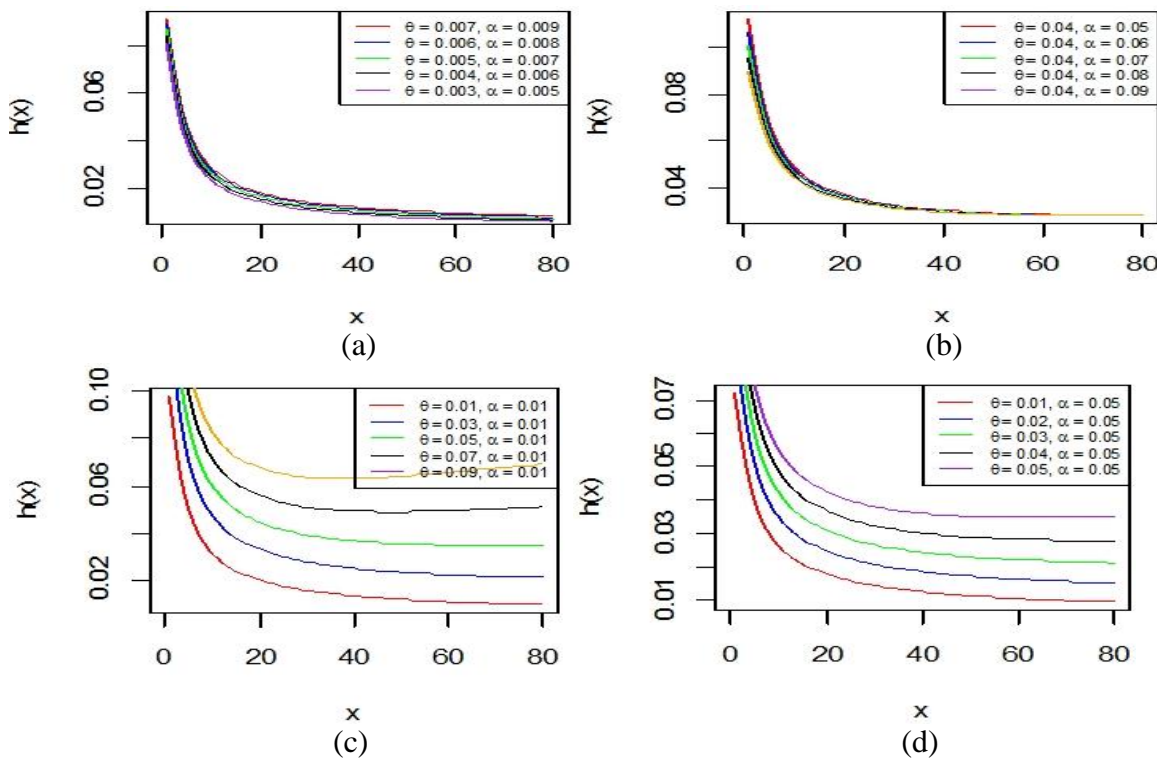 h(x)
0.06
0.02
θ = 0.007, α = 0.009
θ = 0.006, α = 0.008
θ = 0.005, α = 0.007
θ = 0.004, α = 0.006
θ = 0.003, α = 0.005
0 20 40 60 80
x
(a)
h(x)
0.08
0.04
θ = 0.04, α = 0.05
θ = 0.04, α = 0.06
θ = 0.04, α = 0.07
θ = 0.04, α = 0.08
θ = 0.04, α = 0.09
0 20 40 60 80
x
(b)
h(x)
0.10
0.06
0.02
θ = 0.01, α = 0.01
θ = 0.03, α = 0.01
θ = 0.05, α = 0.01
θ = 0.07, α = 0.01
θ = 0.09, α = 0.01
0 20 40 60 80
x
(c)
h(x)
0.07
0.05
0.03
0.01
θ = 0.01, α = 0.05
θ = 0.02, α = 0.05
θ = 0.03, α = 0.05
θ = 0.04, α = 0.05
θ = 0.05, α = 0.05
0 20 40 60 80
x
(d)